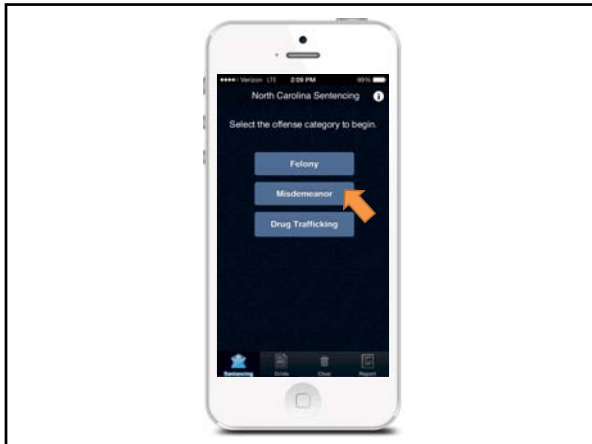 Verizon LTE 2:09 PM 99%
North Carolina Sentencing i
Select the offense category to begin.
Felony
Misdemeanor
Drug Trafficking
Sentencing Grids Clear Report